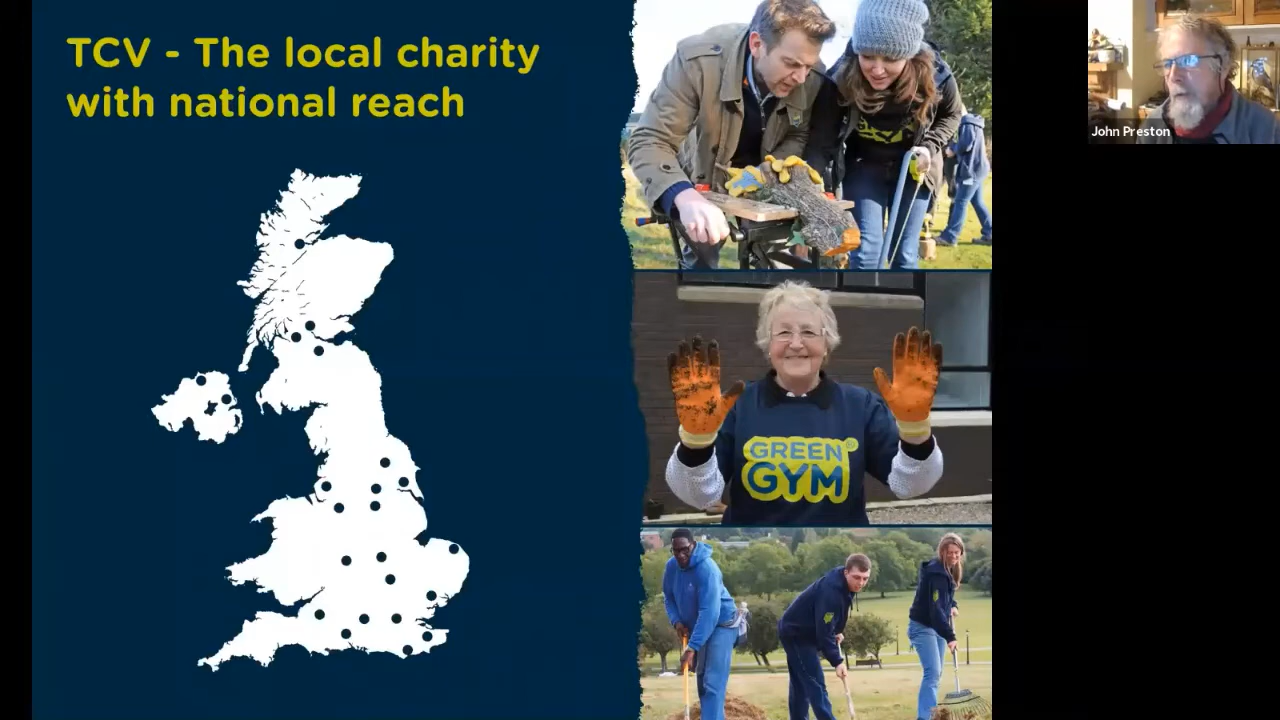 TCV - The local charity
with national reach
John Preston
GREEN
GYM